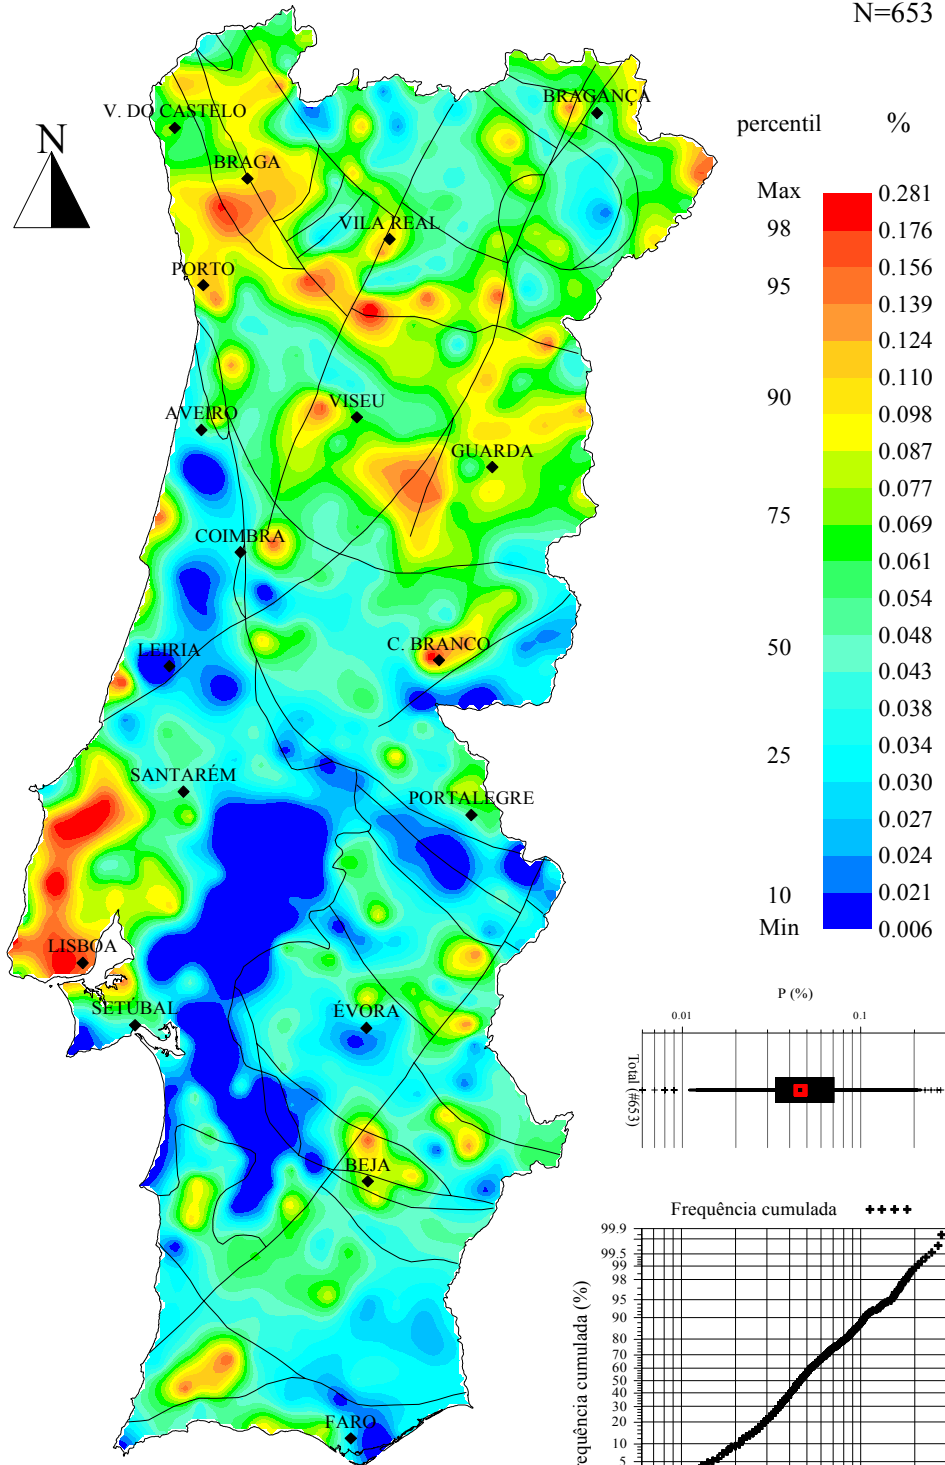 N=653
N
V. DO CASTELO
BRAGANÇA
BRAGA
VILA REAL
PORTO
AVEIRO
VISEU
GUARDA
COIMBRA
LEIRIA
C. BRANCO
SANTARÉM
PORTALEGRE
LISBOA
SETÚBAL
ÉVORA
BEJA
FARO
percentil %
Max 0.281
98 0.176
0.156
95 0.139
0.124
0.110
90 0.098
0.087
0.077
75 0.069
0.061
0.054
50 0.048
0.043
0.038
25 0.034
0.030
0.027
0.024
10 0.021
Min 0.006
P (%)
0.01 0.1
Total (#653)
Frequência cumulada ++++
requência cumulada (%)
99.9
99.5
99
98
95
90
80
70
60
50
40
30
20
10
5